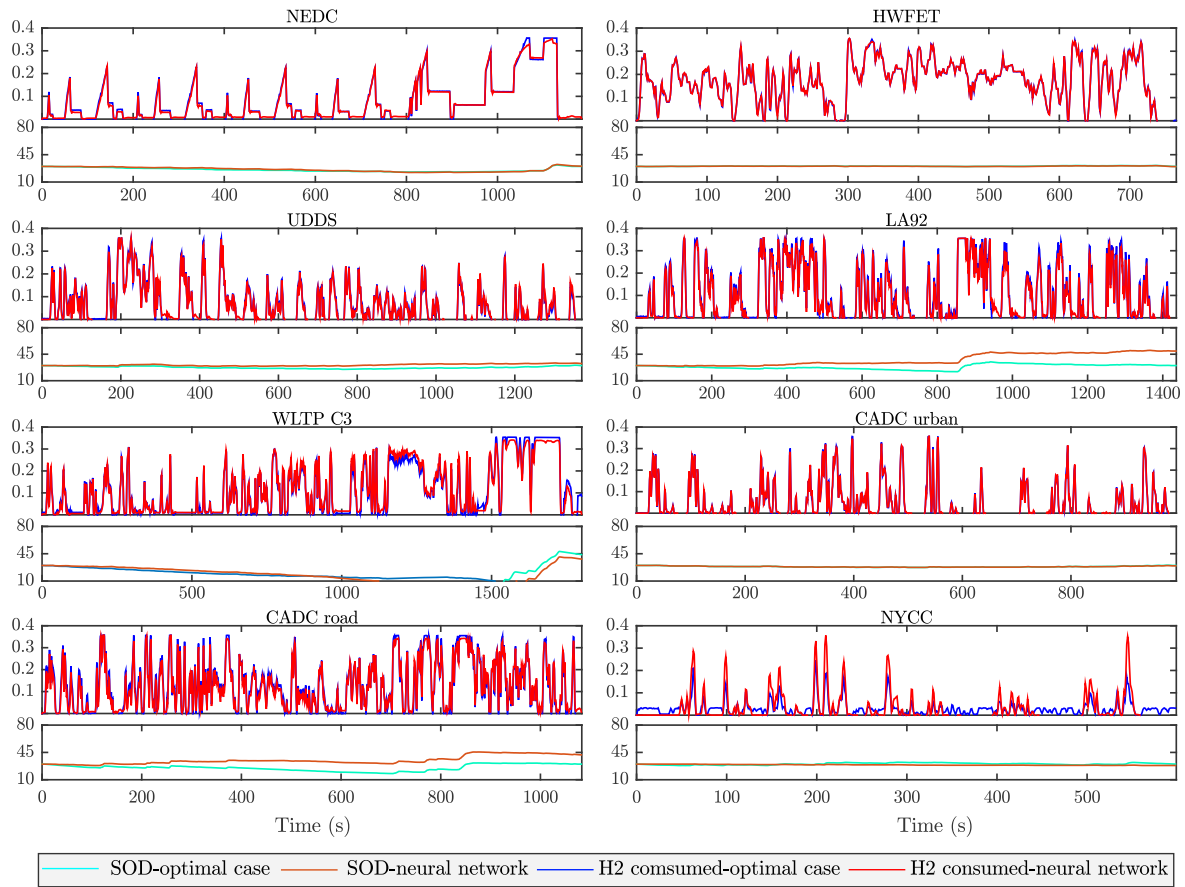 NEDC
0.4
0.3
0.2
0.1
80
45
10
0 200 400 600 800 1000
HWFET
0.4
0.3
0.2
0.1
80
45
10
0 100 200 300 400 500 600 700
UDDS
0.4
0.3
0.2
0.1
80
45
10
0 200 400 600 800 1000 1200
LA92
0.4
0.3
0.2
0.1
80
45
10
0 200 400 600 800 1000 1200 1400
WLTP C3
0.4
0.3
0.2
0.1
80
45
10
0 500 1000 1500
CADC urban
0.4
0.3
0.2
0.1
80
45
10
0 200 400 600 800
CADC road
0.4
0.3
0.2
0.1
80
45
10
0 200 400 600 800 1000
Time (s)
NYCC
0.4
0.3
0.2
0.1
80
45
10
0 100 200 300 400 500
Time (s)
SOD-optimal case SOD-neural network H2 consumed-optimal case H2 consumed-neural network